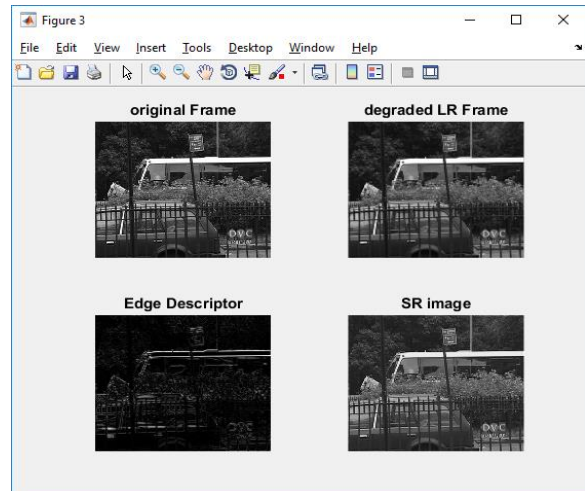 Figure 3
File Edit View Insert Tools Desktop Window Help
original Frame
degraded LR Frame
Edge Descriptor
SR image